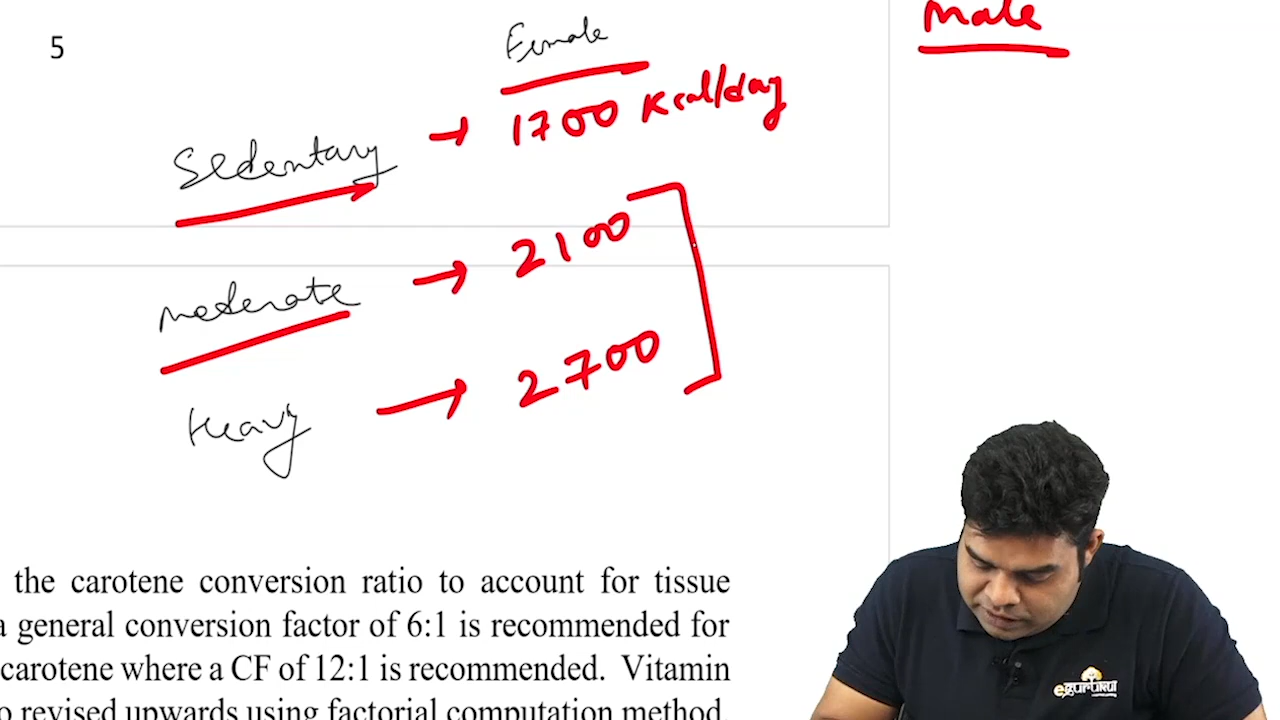 5
Female
Male
Sedentary → 1700 Kcal/day
moderate → 2100
Heavy → 2700
the carotene conversion ratio to account for tissue
a general conversion factor of 6:1 is recommended for
carotene where a CF of 12:1 is recommended. Vitamin
o revised upwards using factorial computation method.
egurukul